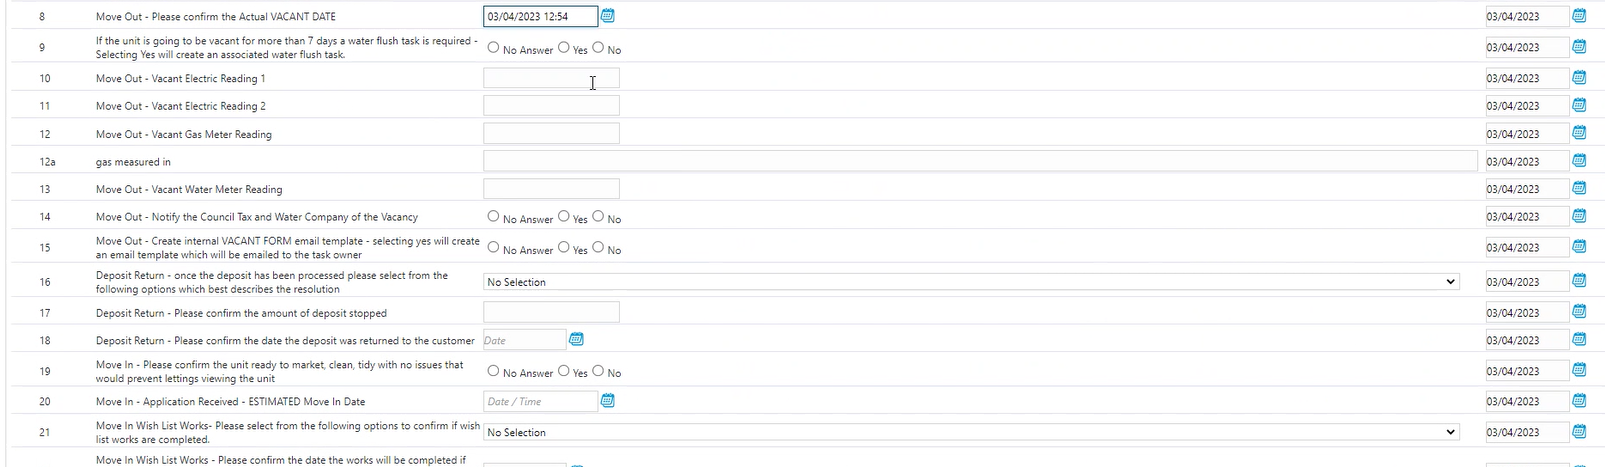 8 Move Out - Please confirm the Actual VACANT DATE 03/04/2023 12:54 03/04/2023
9 If the unit is going to be vacant for more than 7 days a water flush task is required -
Selecting Yes will create an associated water flush task. No Answer Yes No 03/04/2023
10 Move Out - Vacant Electric Reading 1 03/04/2023
11 Move Out - Vacant Electric Reading 2 03/04/2023
12 Move Out - Vacant Gas Meter Reading 03/04/2023
12a gas measured in 03/04/2023
13 Move Out - Vacant Water Meter Reading 03/04/2023
14 Move Out - Notify the Council Tax and Water Company of the Vacancy No Answer Yes No 03/04/2023
15 Move Out - Create internal VACANT FORM email template - selecting yes will create
an email template which will be emailed to the task owner No Answer Yes No 03/04/2023
16 Deposit Return - once the deposit has been processed please select from the
following options which best describes the resolution No Selection 03/04/2023
17 Deposit Return - Please confirm the amount of deposit stopped 03/04/2023
18 Deposit Return - Please confirm the date the deposit was returned to the customer Date 03/04/2023
19 Move In - Please confirm the unit ready to market, clean, tidy with no issues that
would prevent lettings viewing the unit No Answer Yes No 03/04/2023
20 Move In - Application Received - ESTIMATED Move In Date Date / Time 03/04/2023
21 Move In Wish List Works- Please select from the following options to confirm if wish
list works are completed. No Selection 03/04/2023
Move In Wish List Works - Please confirm the date the works will be completed if